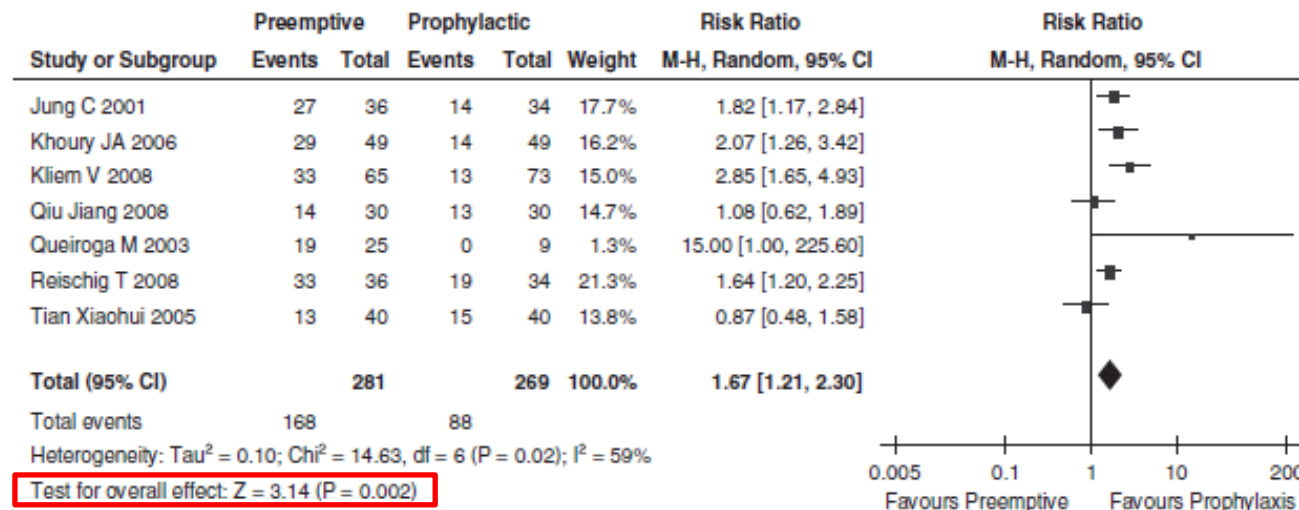 Preemptive Prophylactic Risk Ratio Risk Ratio
Study or Subgroup Events Total Events Total Weight M-H, Random, 95% CI M-H, Random, 95% CI
Jung C 2001 27 36 14 34 17.7% 1.82 [1.17, 2.84]
Khoury JA 2006 29 49 14 49 16.2% 2.07 [1.26, 3.42]
Kliem V 2008 33 65 13 73 15.0% 2.85 [1.65, 4.93]
Qiu Jiang 2008 14 30 13 30 14.7% 1.08 [0.62, 1.89]
Queiroga M 2003 19 25 0 9 1.3% 15.00 [1.00, 225.60]
Reischig T 2008 33 36 19 34 21.3% 1.64 [1.20, 2.25]
Tian Xiaohui 2005 13 40 15 40 13.8% 0.87 [0.48, 1.58]
Total (95% CI) 281 269 100.0% 1.67 [1.21, 2.30]
Total events 168 88
Heterogeneity: Tau² = 0.10; Chi² = 14.63, df = 6 (P = 0.02); I² = 59%
Test for overall effect: Z = 3.14 (P = 0.002)
0.005 0.1 1 10 200
Favours Preemptive Favours Prophylaxis